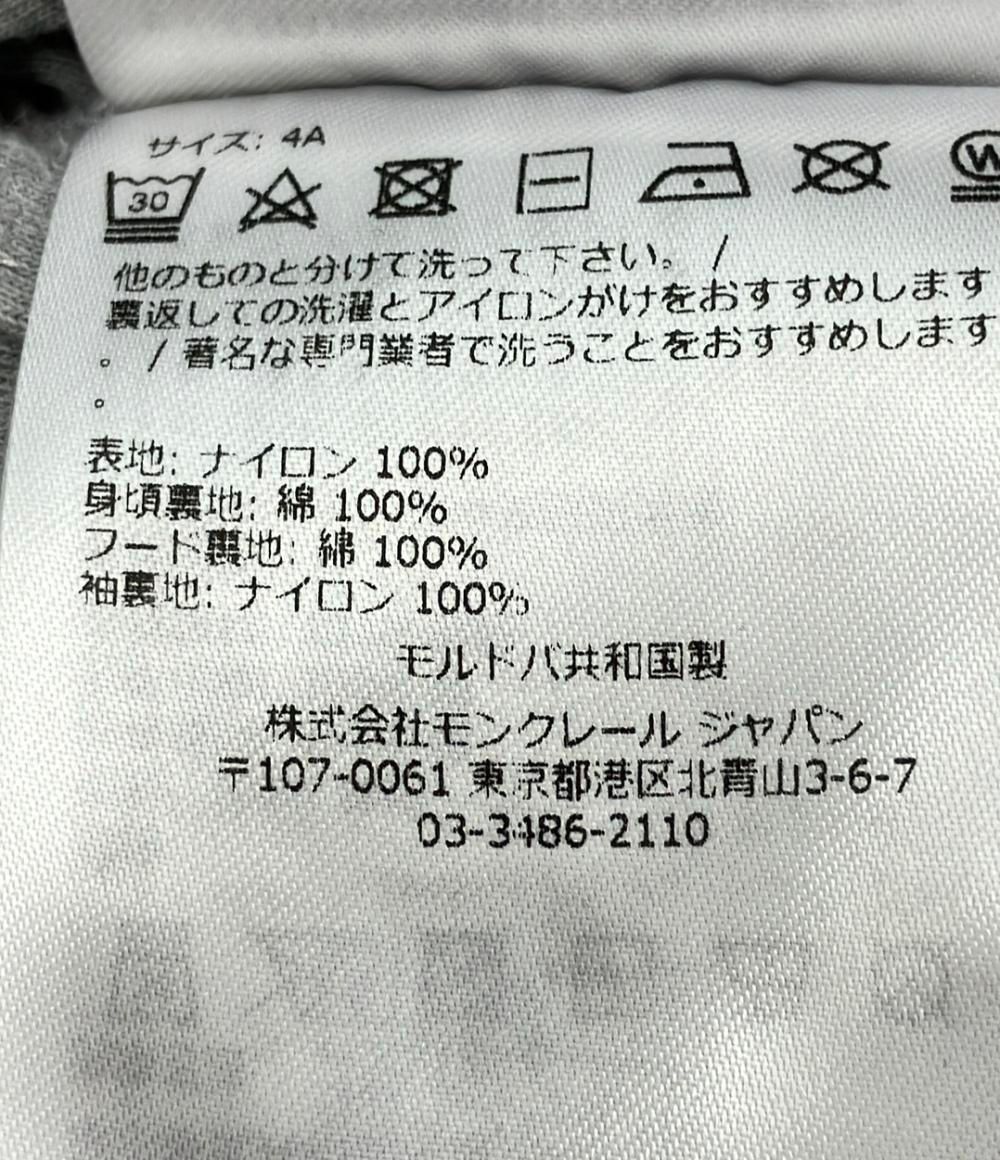 サイズ: 4A
30
W
他のものと分けて洗って下さい。 /
裏返しての洗濯とアイロンがけをおすすめします
。 / 著名な専門業者で洗うことをおすすめします
。
表地: ナイロン 100%
身頃裏地: 綿 100%
フード裏地: 綿 100%
袖裏地: ナイロン 100%
モルドバ共和国製
株式会社モンクレール ジャパン
〒107-0061 東京都港区北青山3-6-7
03-3486-2110